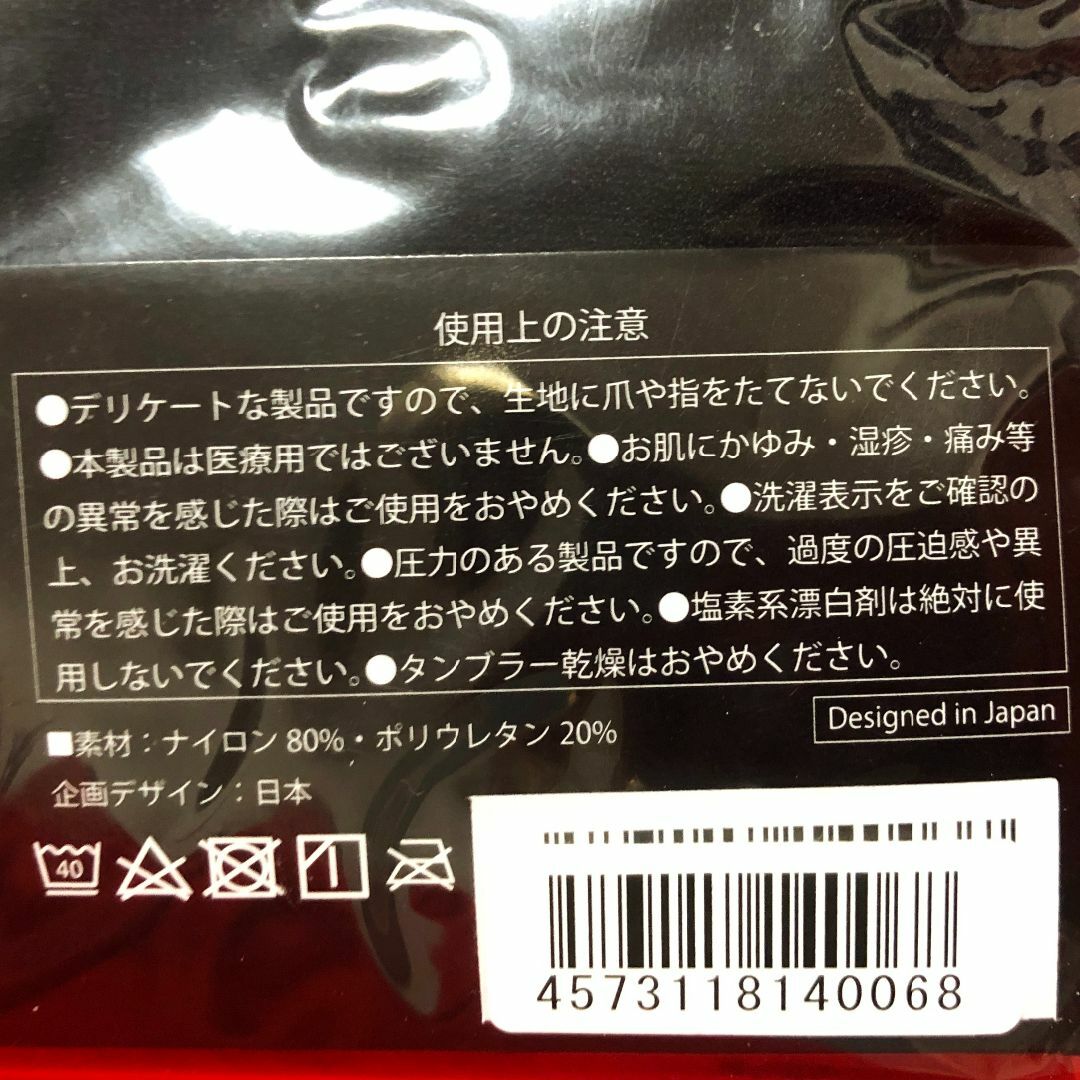 使用上の注意
●デリケートな製品ですので、生地に爪や指をたてないでください。
●本製品は医療用ではございません。●お肌にかゆみ・湿疹・痛み等
の異常を感じた際はご使用をおやめください。●洗濯表示をご確認の
上、お洗濯ください。●圧力のある製品ですので、過度の圧迫感や異
常を感じた際はご使用をおやめください。●塩素系漂白剤は絶対に使
用しないでください。●タンブラー乾燥はおやめください。
Designed in Japan
■素材：ナイロン 80%・ポリウレタン 20%
企画デザイン：日本
40
4573118140068